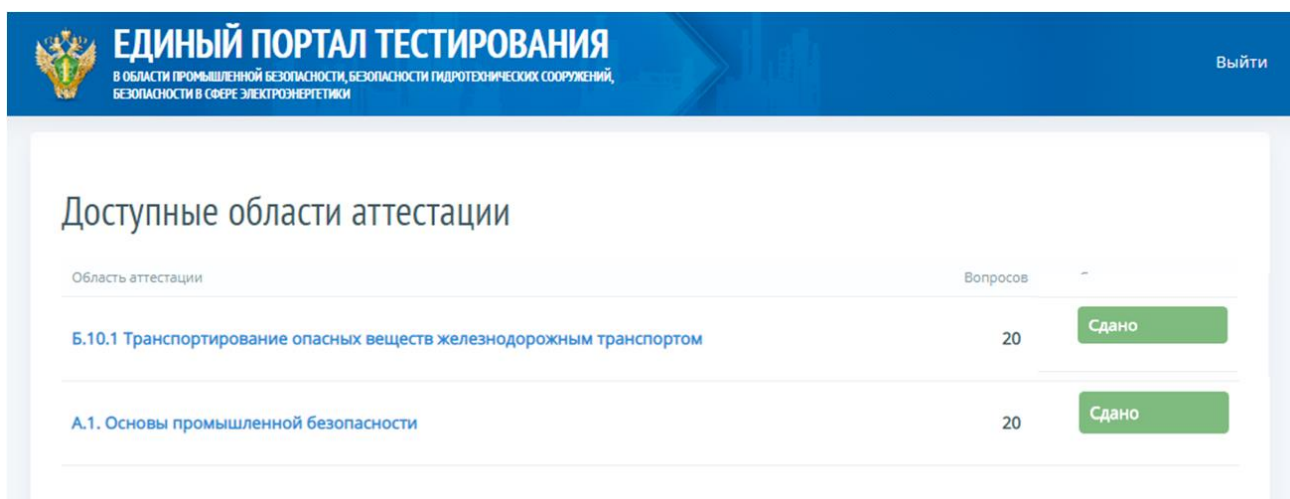 ЕДИНЫЙ ПОРТАЛ ТЕСТИРОВАНИЯ
В ОБЛАСТИ ПРОМЫШЛЕННОЙ БЕЗОПАСНОСТИ, БЕЗОПАСНОСТИ ГИДРОТЕХНИЧЕСКИХ СООРУЖЕНИЙ,
БЕЗОПАСНОСТИ В СФЕРЕ ЭЛЕКТРОЭНЕРГЕТИКИ
Выйти
Доступные области аттестации
Область аттестации Вопросов
Б.10.1 Транспортирование опасных веществ железнодорожным транспортом 20 Сдано
А.1. Основы промышленной безопасности 20 Сдано